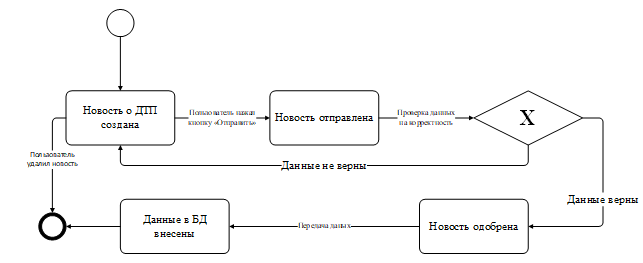 Новость о ДТП
создана
Пользователь нажал
кнопку «Отправить»
Новость отправлена
Проверка данных
на корректность
X
Пользователь
удалил новость
Данные не верны
Данные верны
Данные в БД
внесены
Передача данных
Новость одобрена